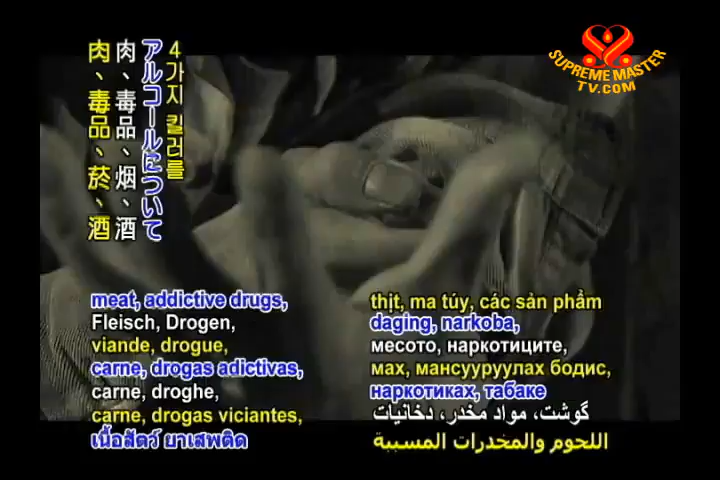 SUPREME MASTER
TV.COM
4가지 킬러를
アルコールについて
肉、毒品、烟、酒
肉、毒品、菸、酒
meat, addictive drugs,
Fleisch, Drogen,
viande, drogue,
carne, drogas adictivas,
carne, droghe,
carne, drogas viciantes,
เนื้อสัตว์ ยาเสพติด
thịt, ma túy, các sản phẩm
daging, narkoba,
месото, наркотиците,
мах, мансууруулах бодис,
наркотиках, табаке
گوشت، مواد مخدر، دخانیات
اللحوم والمخدرات المسببة